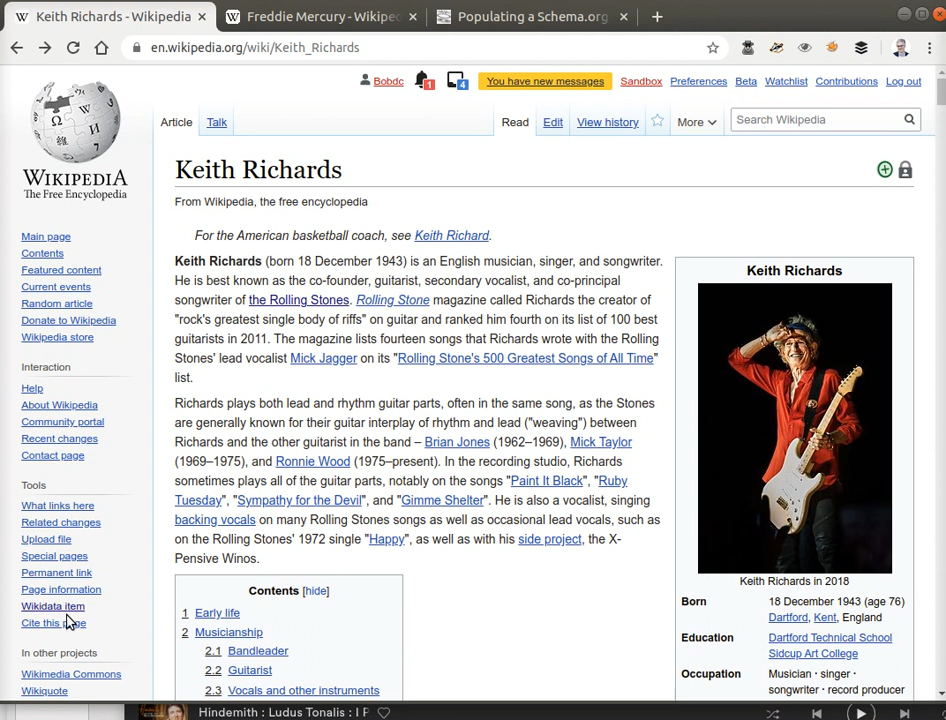 Keith Richards - Wikipedia
Freddie Mercury - Wikiped
Populating a Schema.org
en.wikipedia.org/wiki/Keith_Richards
Bobdc
1
4
You have new messages
Sandbox
Preferences
Beta
Watchlist
Contributions
Log out
Article
Talk
Read
Edit
View history
More
Search Wikipedia
WIKIPEDIA
The Free Encyclopedia
Main page
Contents
Featured content
Current events
Random article
Donate to Wikipedia
Wikipedia store
Interaction
Help
About Wikipedia
Community portal
Recent changes
Contact page
Tools
What links here
Related changes
Upload file
Special pages
Permanent link
Page information
Wikidata item
Cite this page
In other projects
Wikimedia Commons
Wikiquote
Keith Richards
From Wikipedia, the free encyclopedia
For the American basketball coach, see Keith Richard.
Keith Richards (born 18 December 1943) is an English musician, singer, and songwriter.
He is best known as the co-founder, guitarist, secondary vocalist, and co-principal
songwriter of the Rolling Stones. Rolling Stone magazine called Richards the creator of
"rock's greatest single body of riffs" on guitar and ranked him fourth on its list of 100 best
guitarists in 2011. The magazine lists fourteen songs that Richards wrote with the Rolling
Stones' lead vocalist Mick Jagger on its "Rolling Stone's 500 Greatest Songs of All Time"
list.
Richards plays both lead and rhythm guitar parts, often in the same song, as the Stones
are generally known for their guitar interplay of rhythm and lead ("weaving") between
Richards and the other guitarist in the band – Brian Jones (1962–1969), Mick Taylor
(1969–1975), and Ronnie Wood (1975–present). In the recording studio, Richards
sometimes plays all of the guitar parts, notably on the songs "Paint It Black", "Ruby
Tuesday", "Sympathy for the Devil", and "Gimme Shelter". He is also a vocalist, singing
backing vocals on many Rolling Stones songs as well as occasional lead vocals, such as
on the Rolling Stones' 1972 single "Happy", as well as with his side project, the X-
Pensive Winos.
Contents [hide]
1 Early life
2 Musicianship
2.1 Bandleader
2.2 Guitarist
2.3 Vocals and other instruments
Keith Richards
Keith Richards in 2018
Born 18 December 1943 (age 76)
Dartford, Kent, England
Education Dartford Technical School
Sidcup Art College
Occupation Musician · singer ·
songwriter · record producer
Hindemith : Ludus Tonalis : I P